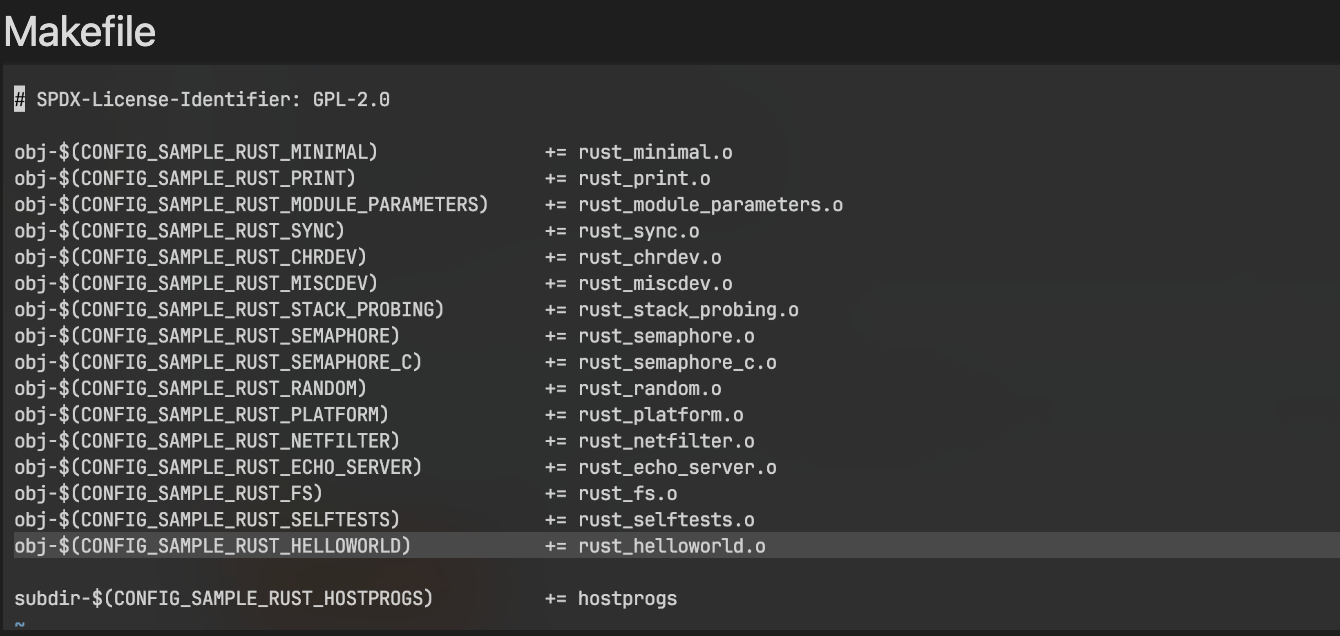 Makefile
# SPDX-License-Identifier: GPL-2.0
obj-$(CONFIG_SAMPLE_RUST_MINIMAL) += rust_minimal.o
obj-$(CONFIG_SAMPLE_RUST_PRINT) += rust_print.o
obj-$(CONFIG_SAMPLE_RUST_MODULE_PARAMETERS) += rust_module_parameters.o
obj-$(CONFIG_SAMPLE_RUST_SYNC) += rust_sync.o
obj-$(CONFIG_SAMPLE_RUST_CHRDEV) += rust_chrdev.o
obj-$(CONFIG_SAMPLE_RUST_MISCDEV) += rust_miscdev.o
obj-$(CONFIG_SAMPLE_RUST_STACK_PROBING) += rust_stack_probing.o
obj-$(CONFIG_SAMPLE_RUST_SEMAPHORE) += rust_semaphore.o
obj-$(CONFIG_SAMPLE_RUST_SEMAPHORE_C) += rust_semaphore_c.o
obj-$(CONFIG_SAMPLE_RUST_RANDOM) += rust_random.o
obj-$(CONFIG_SAMPLE_RUST_PLATFORM) += rust_platform.o
obj-$(CONFIG_SAMPLE_RUST_NETFILTER) += rust_netfilter.o
obj-$(CONFIG_SAMPLE_RUST_ECHO_SERVER) += rust_echo_server.o
obj-$(CONFIG_SAMPLE_RUST_FS) += rust_fs.o
obj-$(CONFIG_SAMPLE_RUST_SELFTESTS) += rust_selftests.o
obj-$(CONFIG_SAMPLE_RUST_HELLOWORLD) += rust_helloworld.o
subdir-$(CONFIG_SAMPLE_RUST_HOSTPROGS) += hostprogs
~